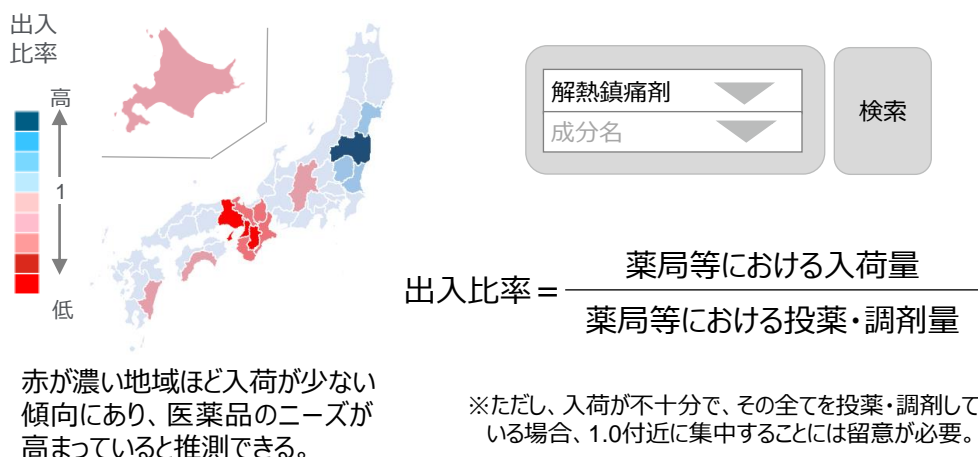 出入
比率
高
1
低
解熱鎮痛剤
成分名
検索
出入比率＝
薬局等における入荷量
薬局等における投薬・調剤量
赤が濃い地域ほど入荷が少ない
傾向にあり、医薬品のニーズが
高まっていると推測できる。
※ただし、入荷が不十分で、その全てを投薬・調剤して
いる場合、1.0付近に集中することには留意が必要。